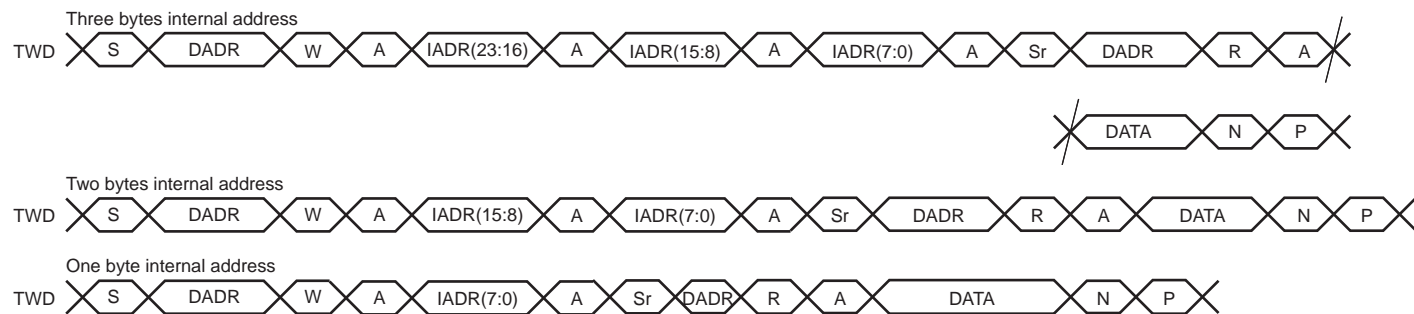 Three bytes internal address
TWD S DADR W A IADR(23:16) A IADR(15:8) A IADR(7:0) A Sr DADR R A
DATA N P
Two bytes internal address
TWD S DADR W A IADR(15:8) A IADR(7:0) A Sr DADR R A DATA N P
One byte internal address
TWD S DADR W A IADR(7:0) A Sr DADR R A DATA N P